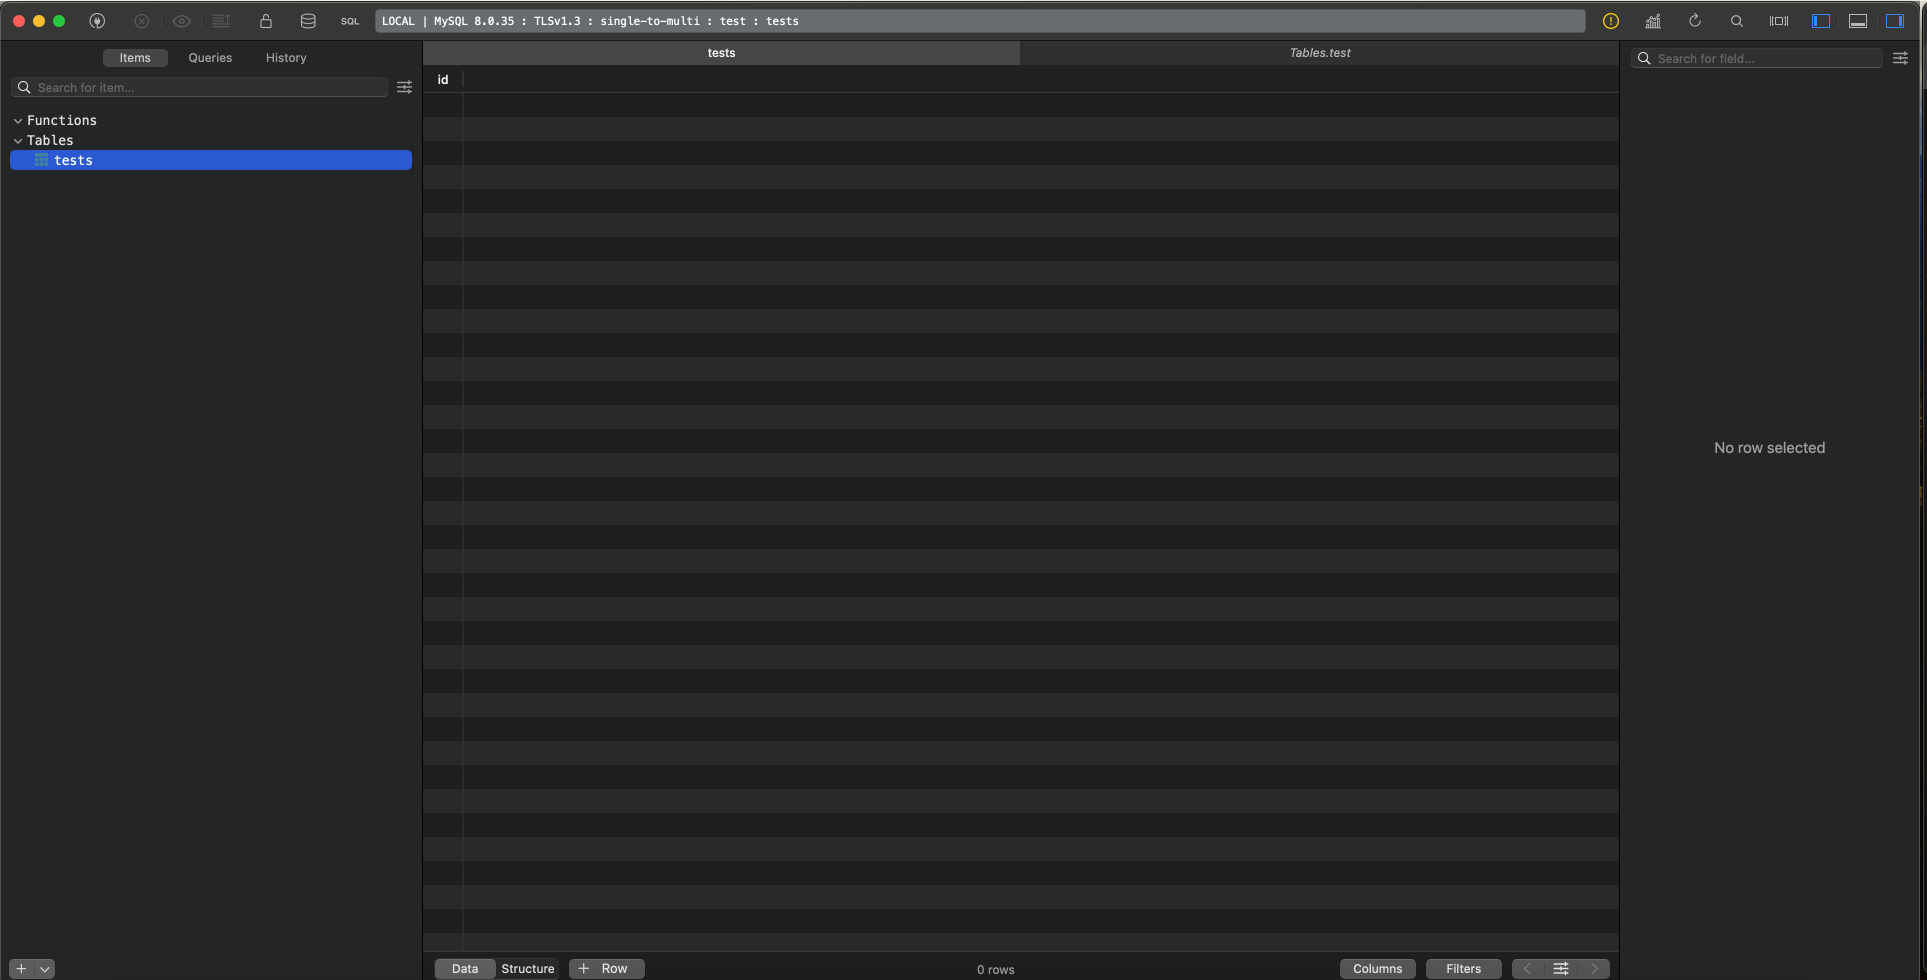 SQL
LOCAL | MySQL 8.0.35 : TLSv1.3 : single-to-multi : test : tests
Items Queries History
Search for item...
Functions
Tables
tests
tests
Tables.test
id
Search for field...
No row selected
Data Structure + Row
0 rows
Columns Filters